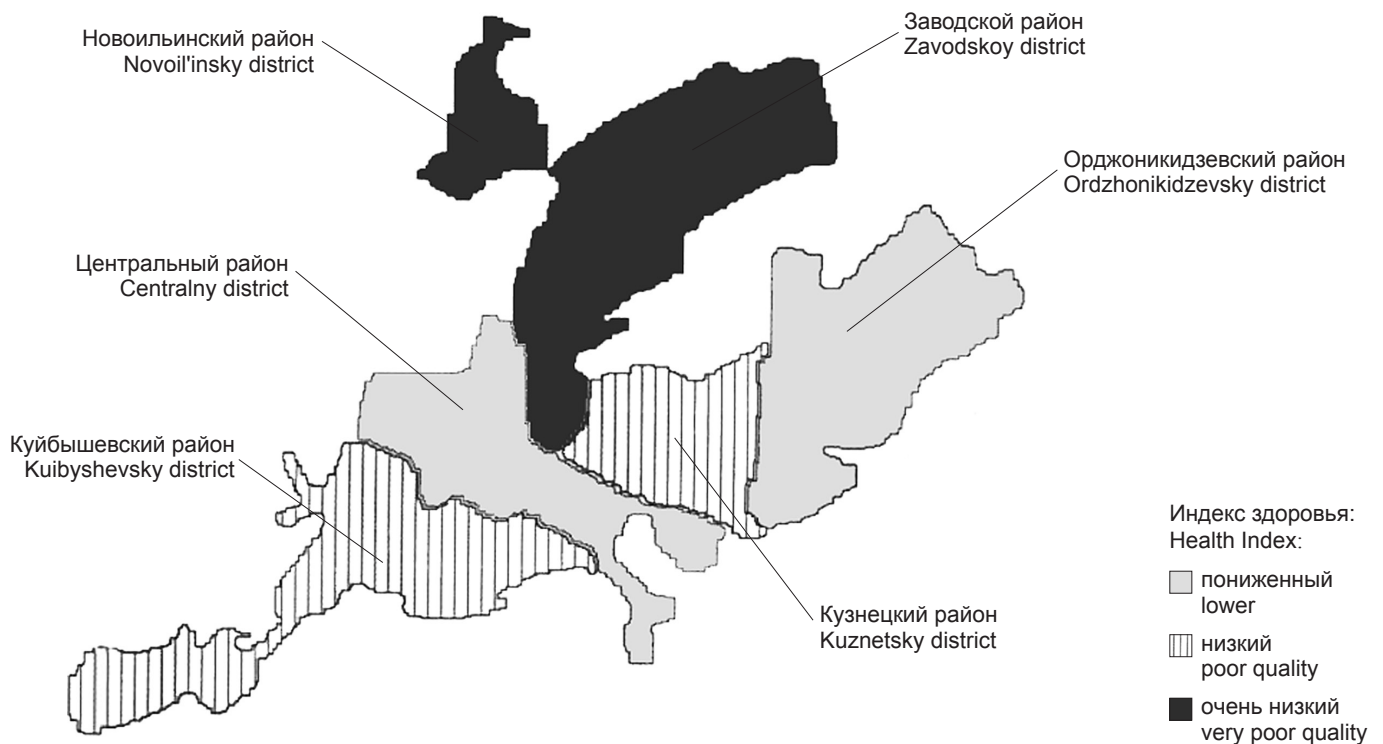 Новоильинский район
Novoil'insky district
Заводской район
Zavodskoy district
Орджоникидзевский район
Ordzhonikidzevsky district
Центральный район
Centralny district
Куйбышевский район
Kuibyshevsky district
Кузнецкий район
Kuznetsky district
Индекс здоровья:
Health Index:
пониженный
lower
низкий
poor quality
очень низкий
very poor quality